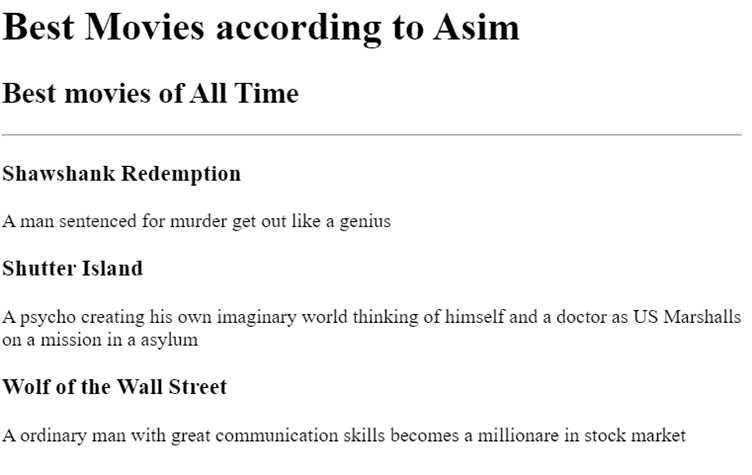 Best Movies according to Asim
Best movies of All Time
Shawshank Redemption
A man sentenced for murder get out like a genius
Shutter Island
A psycho creating his own imaginary world thinking of himself and a doctor as US Marshalls
on a mission in a asylum
Wolf of the Wall Street
A ordinary man with great communication skills becomes a millionare in stock market